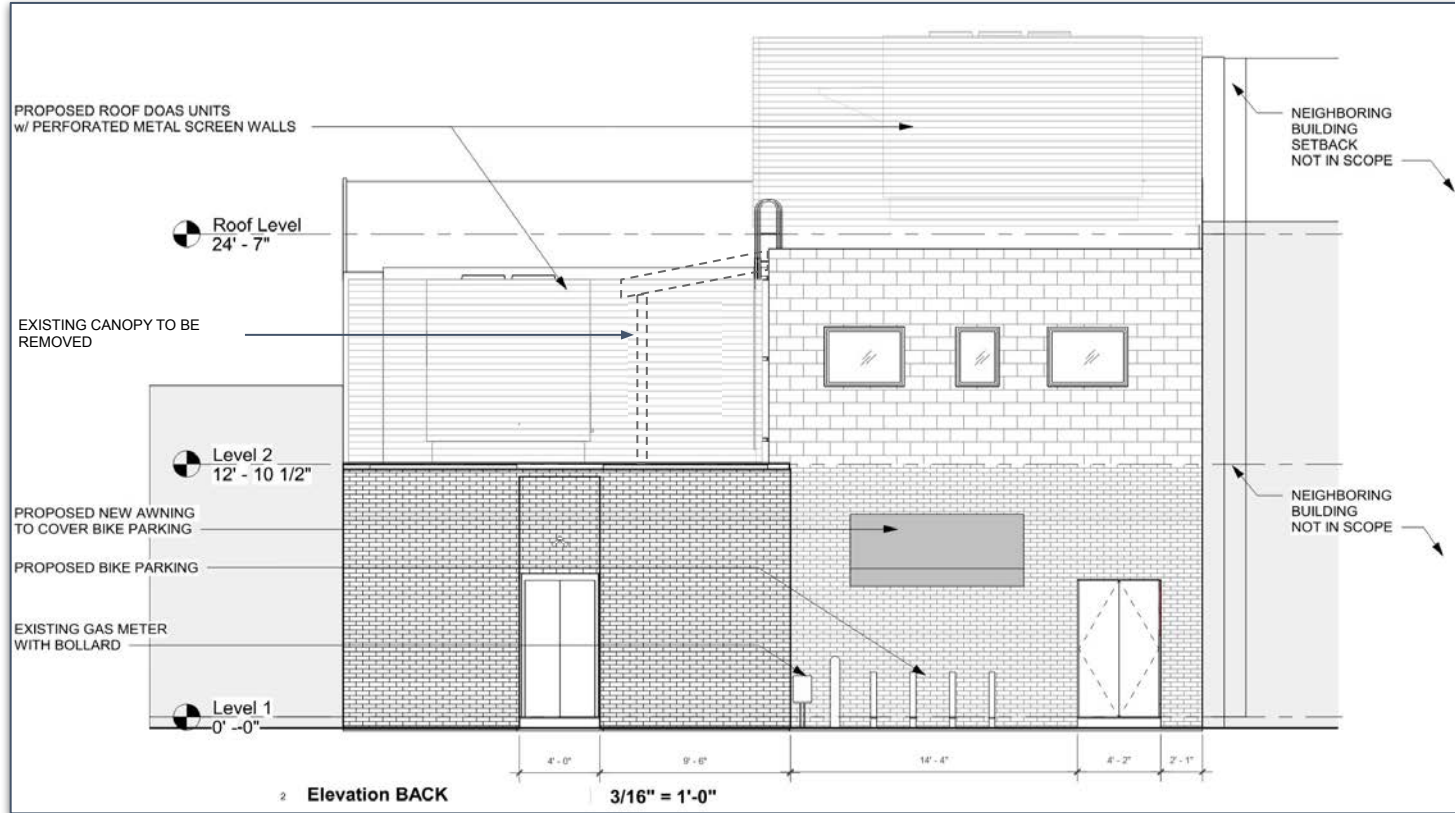 PROPOSED ROOF DOAS UNITS
w/ PERFORATED METAL SCREEN WALLS
NEIGHBORING
BUILDING
SETBACK
NOT IN SCOPE
Roof Level
24' - 7"
EXISTING CANOPY TO BE
REMOVED
Level 2
12' - 10 1/2"
PROPOSED NEW AWNING
TO COVER BIKE PARKING
NEIGHBORING
BUILDING
NOT IN SCOPE
PROPOSED BIKE PARKING
EXISTING GAS METER
WITH BOLLARD
Level 1
0' --0"
4' - 0"
9' - 6"
14' - 4"
4' - 2"
2' - 1"
2 Elevation BACK
3/16" = 1'-0"